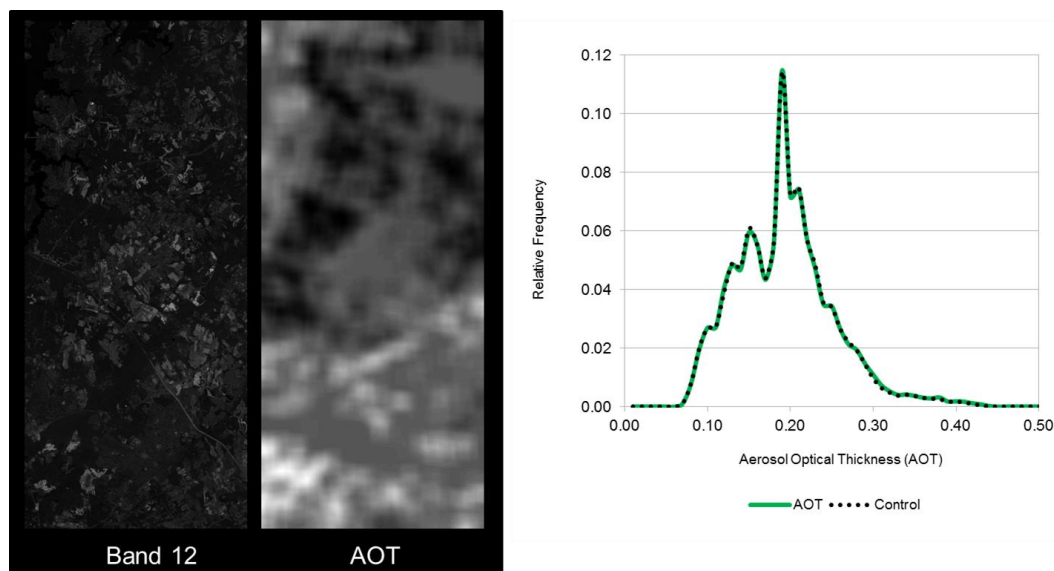 Band 12
AOT
0.12
0.10
0.08
0.06
0.04
0.02
0.00
Relative Frequency
0.00 0.10 0.20 0.30 0.40 0.50
Aerosol Optical Thickness (AOT)
AOT Control